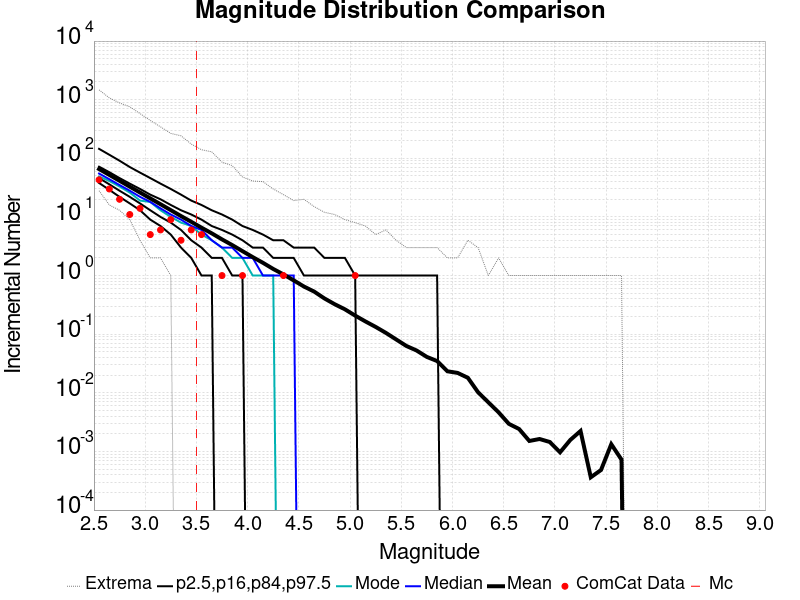 Magnitude Distribution Comparison
Incremental Number
10^4
10^3
10^2
10^1
10^0
10^-1
10^-2
10^-3
10^-4
2.5 3.0 3.5 4.0 4.5 5.0 5.5 6.0 6.5 7.0 7.5 8.0 8.5 9.0
Magnitude
Extrema p2.5,p16,p84,p97.5 Mode Median Mean ComCat Data Mc